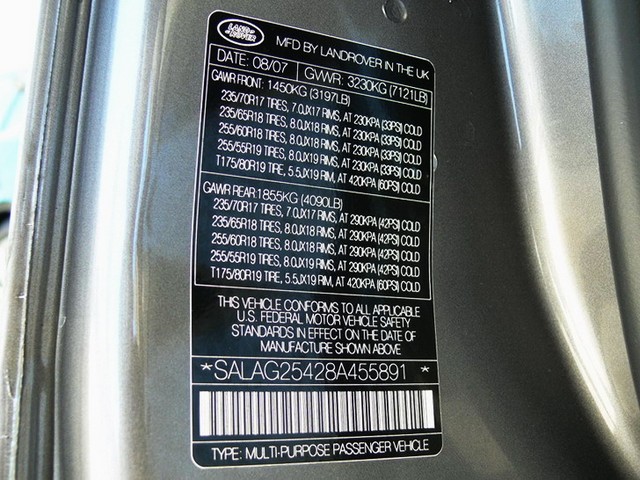 LAND ROVER
MFD BY LANDROVER IN THE UK
DATE: 08/07 GVWR: 3230KG (7121LB)
GAWR FRONT: 1450KG (3197LB)
235/70R17 TIRES, 7.0JX17 RIMS, AT 230KPA (33PSI) COLD
235/65R18 TIRES, 8.0JX18 RIMS, AT 230KPA (33PSI) COLD
255/60R18 TIRES, 8.0JX18 RIMS, AT 230KPA (33PSI) COLD
255/55R19 TIRES, 8.0JX19 RIMS, AT 230KPA (33PSI) COLD
T175/80R19 TIRE, 5.5JX19 RIM, AT 420KPA (60PSI) COLD
GAWR REAR: 1855KG (4090LB)
235/70R17 TIRES, 7.0JX17 RIMS, AT 290KPA (42PSI) COLD
235/65R18 TIRES, 8.0JX18 RIMS, AT 290KPA (42PSI) COLD
255/60R18 TIRES, 8.0JX18 RIMS, AT 290KPA (42PSI) COLD
255/55R19 TIRES, 8.0JX19 RIMS, AT 290KPA (42PSI) COLD
T175/80R19 TIRE, 5.5JX19 RIM, AT 420KPA (60PSI) COLD
THIS VEHICLE CONFORMS TO ALL APPLICABLE
U.S. FEDERAL MOTOR VEHICLE SAFETY
STANDARDS IN EFFECT ON THE DATE OF
MANUFACTURE SHOWN ABOVE
*SALAG25428A455891*
TYPE: MULTI-PURPOSE PASSENGER VEHICLE